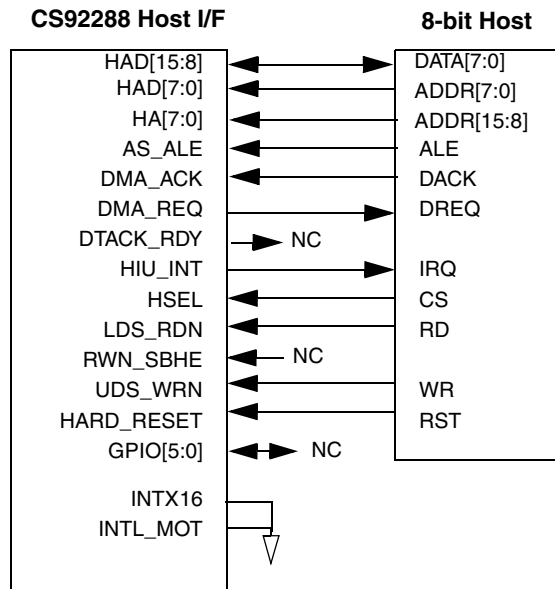 CS92288 Host I/F 8-bit Host
HAD[15:8] DATA[7:0]
HAD[7:0] ADDR[7:0]
HA[7:0] ADDR[15:8]
AS_ALE ALE
DMA_ACK DACK
DMA_REQ DREQ
DTACK_RDY NC
HIU_INT IRQ
HSEL CS
LDS_RDN RD
RWN_SBHE NC
UDS_WRN WR
HARD_RESET RST
GPIO[5:0] NC
INTX16
INTL_MOT